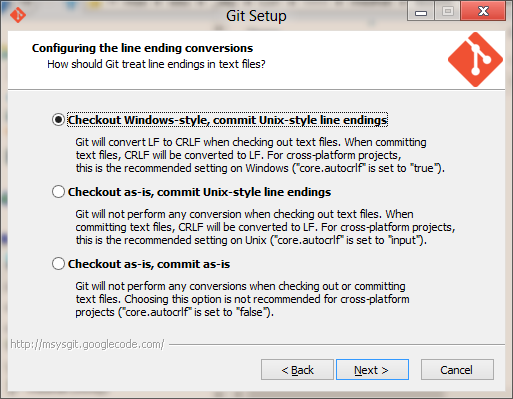 Git Setup
Configuring the line ending conversions
How should Git treat line endings in text files?
Checkout Windows-style, commit Unix-style line endings
Git will convert LF to CRLF when checking out text files. When committing
text files, CRLF will be converted to LF. For cross-platform projects,
this is the recommended setting on Windows ("core.autocrlf" is set to "true").
Checkout as-is, commit Unix-style line endings
Git will not perform any conversion when checking out text files. When
committing text files, CRLF will be converted to LF. For cross-platform projects,
this is the recommended setting on Unix ("core.autocrlf" is set to "input").
Checkout as-is, commit as-is
Git will not perform any conversions when checking out or committing
text files. Choosing this option is not recommended for cross-platform
projects ("core.autocrlf" is set to "false").
http://msysgit.googlecode.com/
< Back Next > Cancel